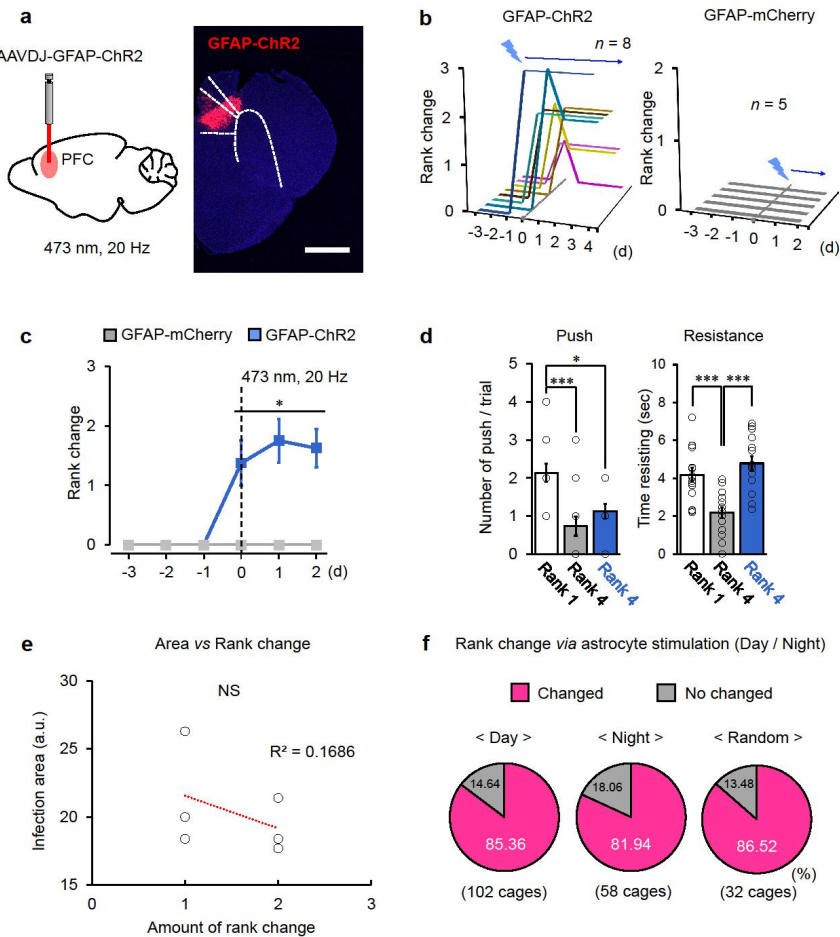 a
AAVDJ-GFAP-ChR2
PFC
473 nm, 20 Hz
GFAP-ChR2
b
GFAP-ChR2
n = 8
Rank change
3
2
1
0
-3 -2 -1 0 1 2 3 4 (d)
GFAP-mCherry
n = 5
Rank change
2
1
0
-3 -2 -1 0 1 2 (d)
c
GFAP-mCherry GFAP-ChR2
473 nm, 20 Hz
*
Rank change
3
2
1
0
-3 -2 -1 0 1 2 (d)
d
Push
*
***
Number of push / trial
5
4
3
2
1
0
Rank 1 Rank 4 Rank 4
Resistance
*** ***
Time resisting (sec)
10
8
6
4
2
0
Rank 1 Rank 4 Rank 4
e
Area vs Rank change
NS
R² = 0.1686
Infection area (a.u.)
30
25
20
15
0 1 2 3
Amount of rank change
f
Rank change via astrocyte stimulation (Day / Night)
Changed No changed
< Day > < Night > < Random >
14.64 18.06 13.48
85.36 81.94 86.52
(%)
(102 cages) (58 cages) (32 cages)